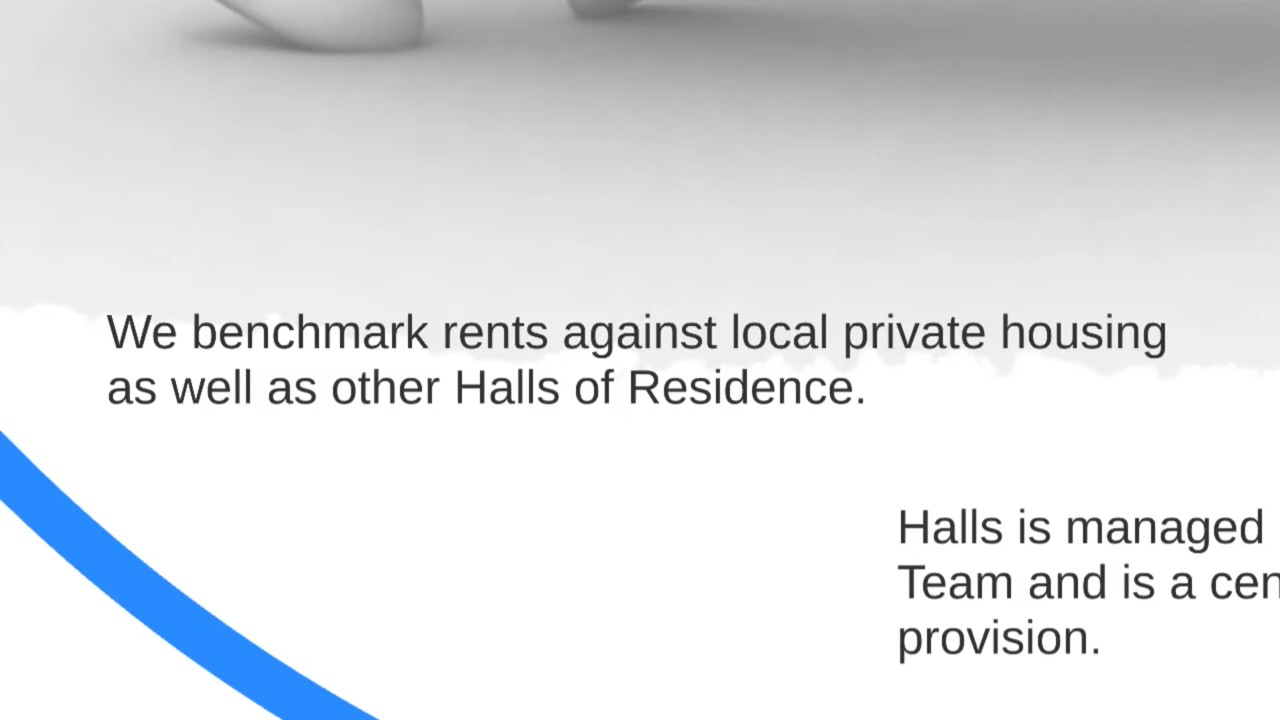 We benchmark rents against local private housing
as well as other Halls of Residence.
Halls is managed
Team and is a
provision.